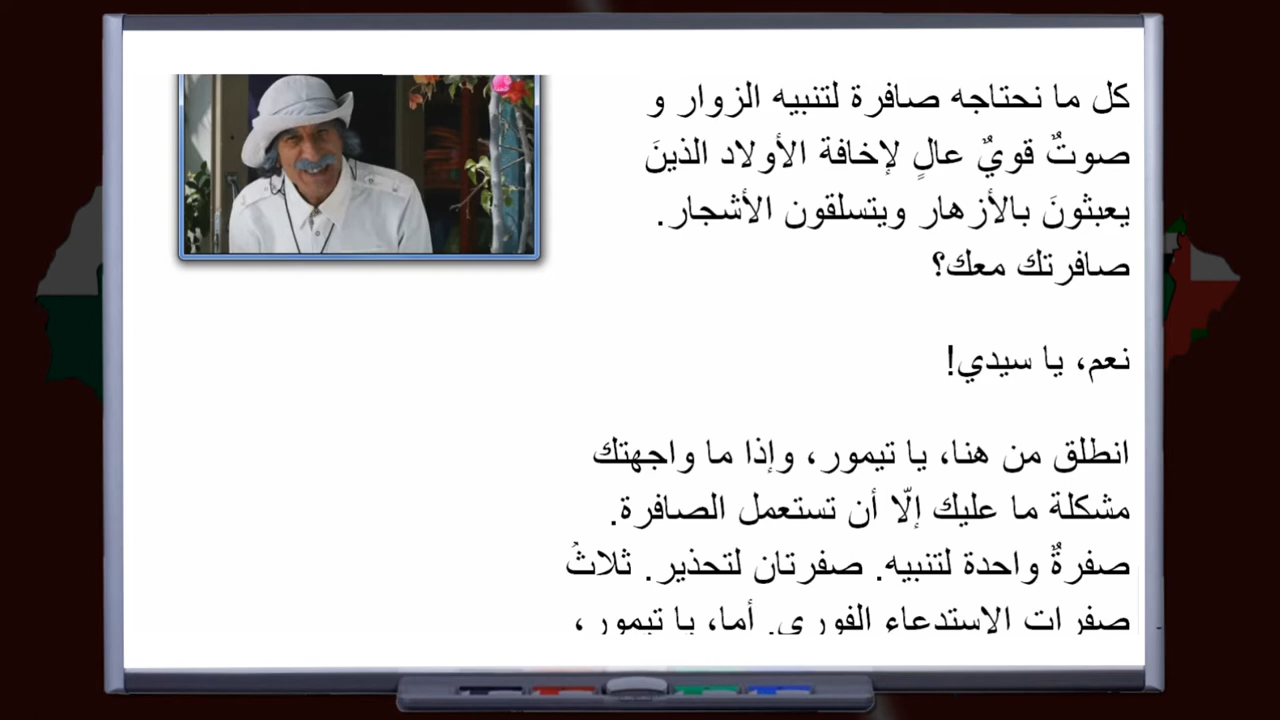 كل ما نحتاجه صافرة لتنبيه الزوار و
صوتٌ قويٌ عالٍ لإخافة الأولاد الذينَ
يعبثونَ بالأزهار ويتسلقون الأشجار.
صافرتك معك؟
نعم، يا سيدي!
انطلق من هنا، يا تيمور، وإذا ما واجهتك
مشكلة ما عليك إلّا أن تستعمل الصافرة.
صفرةٌ واحدة لتنبيه. صفرتان لتحذير. ثلاثُ
صفرات الاستدعاء الفوري. أما، يا تيمور،